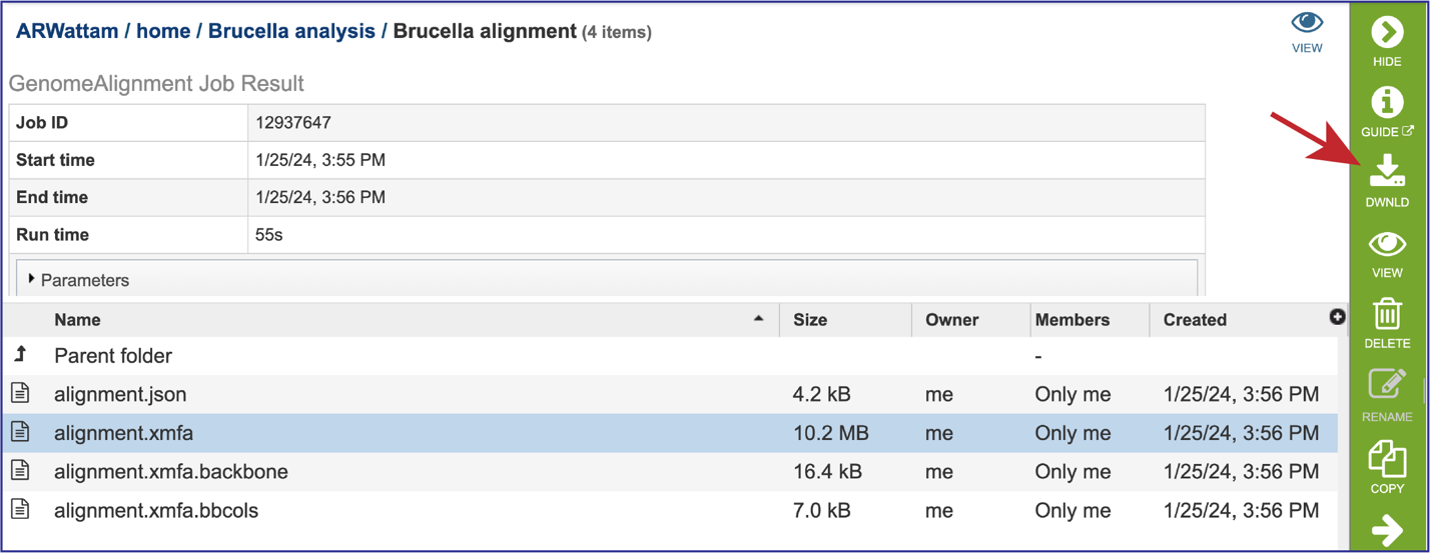 ARWattam / home / Brucella analysis / Brucella alignment (4 items)
VIEW
GenomeAlignment Job Result
Job ID 12937647
Start time 1/25/24, 3:55 PM
End time 1/25/24, 3:56 PM
Run time 55s
Parameters
Name Size Owner Members Created
Parent folder -
alignment.json 4.2 kB me Only me 1/25/24, 3:56 PM
alignment.xmfa 10.2 MB me Only me 1/25/24, 3:56 PM
alignment.xmfa.backbone 16.4 kB me Only me 1/25/24, 3:56 PM
alignment.xmfa.bbcols 7.0 kB me Only me 1/25/24, 3:56 PM
HIDE
GUIDE
DWNLD
VIEW
DELETE
RENAME
COPY